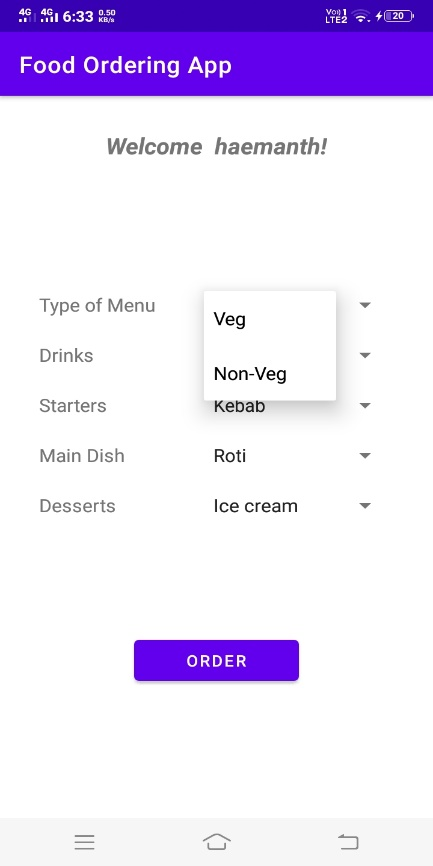 4G 4G 6:33 0.50 KB/s Vo) 1 LTE2 20
Food Ordering App
Welcome haemanth!
Type of Menu
Veg
Drinks
Non-Veg
Starters Kebab
Main Dish Roti
Desserts Ice cream
ORDER